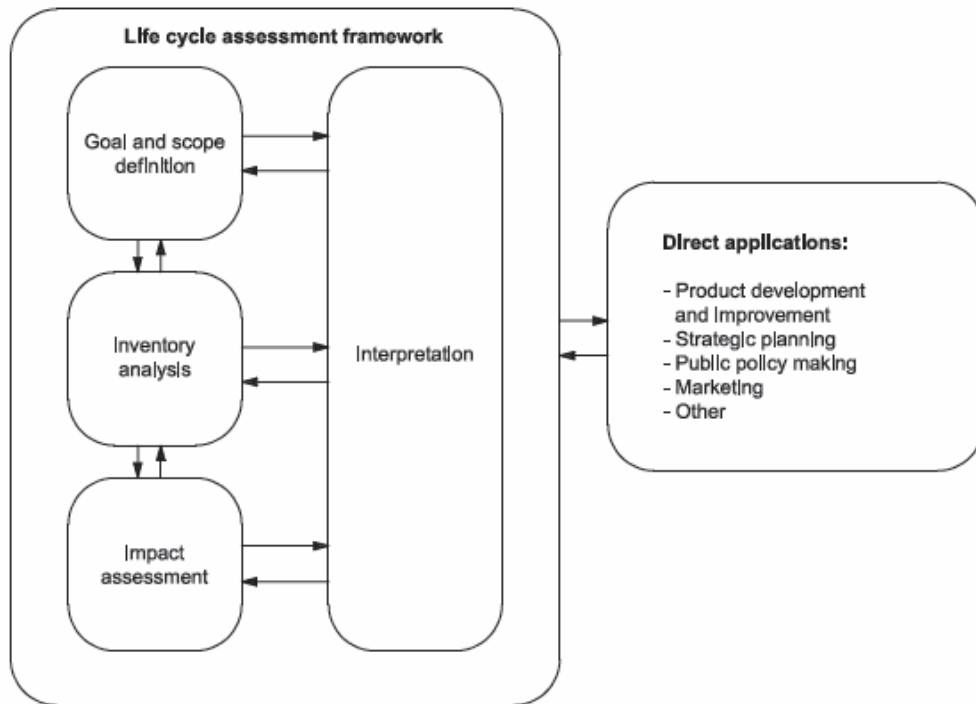 Life cycle assessment framework
Goal and scope
definition
Inventory
analysis
Impact
assessment
Interpretation
Direct applications:
- Product development
and improvement
- Strategic planning
- Public policy making
- Marketing
- Other